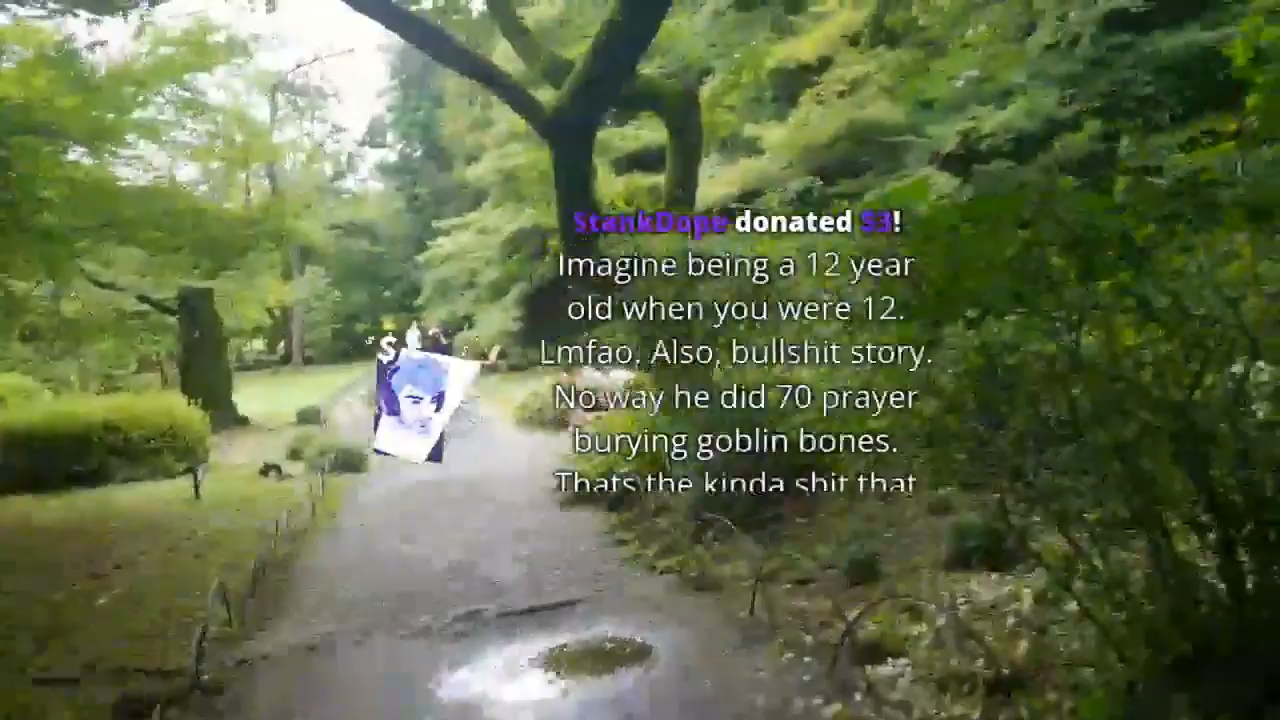 StankDope donated $3!
Imagine being a 12 year
old when you were 12.
Lmfao. Also, bullshit story.
No way he did 70 prayer
burying goblin bones.
Thats the kinda shit that